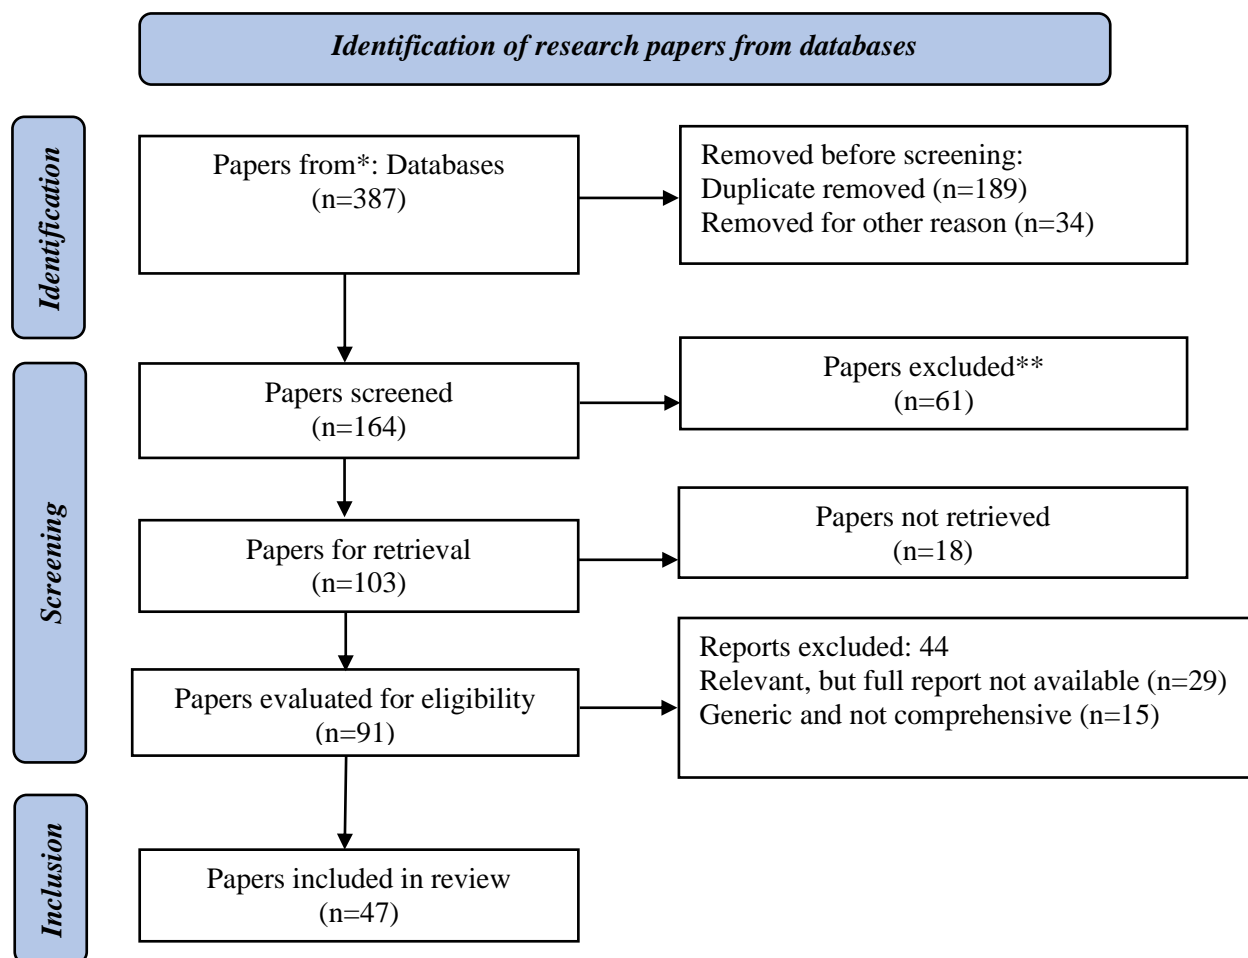 Identification of research papers from databases
Identification
Papers from*: Databases
(n=387)
Removed before screening:
Duplicate removed (n=189)
Removed for other reason (n=34)
Screening
Papers screened
(n=164)
Papers excluded**
(n=61)
Papers for retrieval
(n=103)
Papers not retrieved
(n=18)
Papers evaluated for eligibility
(n=91)
Reports excluded: 44
Relevant, but full report not available (n=29)
Generic and not comprehensive (n=15)
Inclusion
Papers included in review
(n=47)